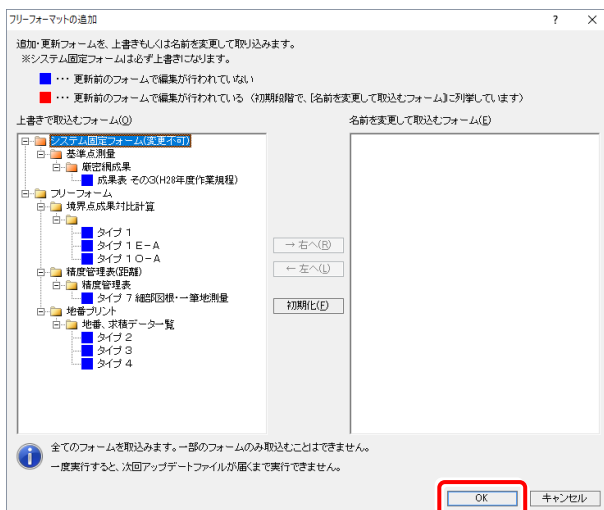 フリーフォーマットの追加
? ×
追加・更新フォームを、上書きもしくは名前を変更して取り込みます。
※システム固定フォームは必ず上書きになります。
・・・ 更新前のフォームで編集が行われていない
・・・ 更新前のフォームで編集が行われている (初期段階で、[名前を変更して取込むフォーム]に列挙しています)
上書きで取込むフォーム(O)
名前を変更して取込むフォーム(E)
システム固定フォーム(変更不可)
基準点測量
厳密網成果
成果表 その3(H28年度作業規程)
フリーフォーム
境界点成果対比計算
タイプ 1
タイプ 1 E-A
タイプ 1 O-A
精度管理表(距離)
精度管理表
タイプ 7 細部図根・一筆地測量
地番プリント
地番、求積データ一覧
タイプ 2
タイプ 3
タイプ 4
→ 右へ(R)
← 左へ(L)
初期化(F)
全てのフォームを取込みます。一部のフォームのみ取込むことはできません。
一度実行すると、次回アップデートファイルが届くまで実行できません。
OK
キャンセル